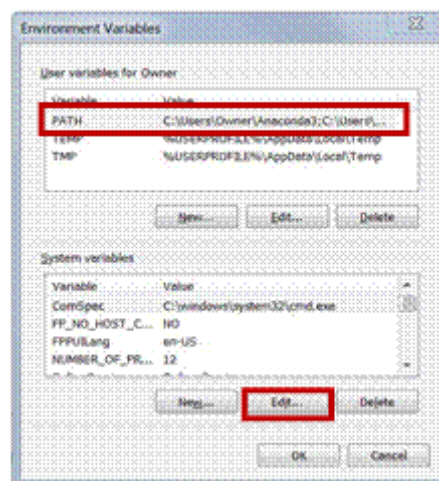 Environment Variables
User variables for Owner
Variable Value
PATH C:\Users\Owner\Anaconda3;C:\Users\...
TEMP %USERPROFILE%\AppData\Local\Temp
TMP %USERPROFILE%\AppData\Local\Temp
New... Edit... Delete
System variables
Variable Value
ComSpec C:\windows\system32\cmd.exe
FP_NO_HOST_C... NO
FPPUILang en-US
NUMBER_OF_PR... 12
New... Edit... Delete
OK Cancel